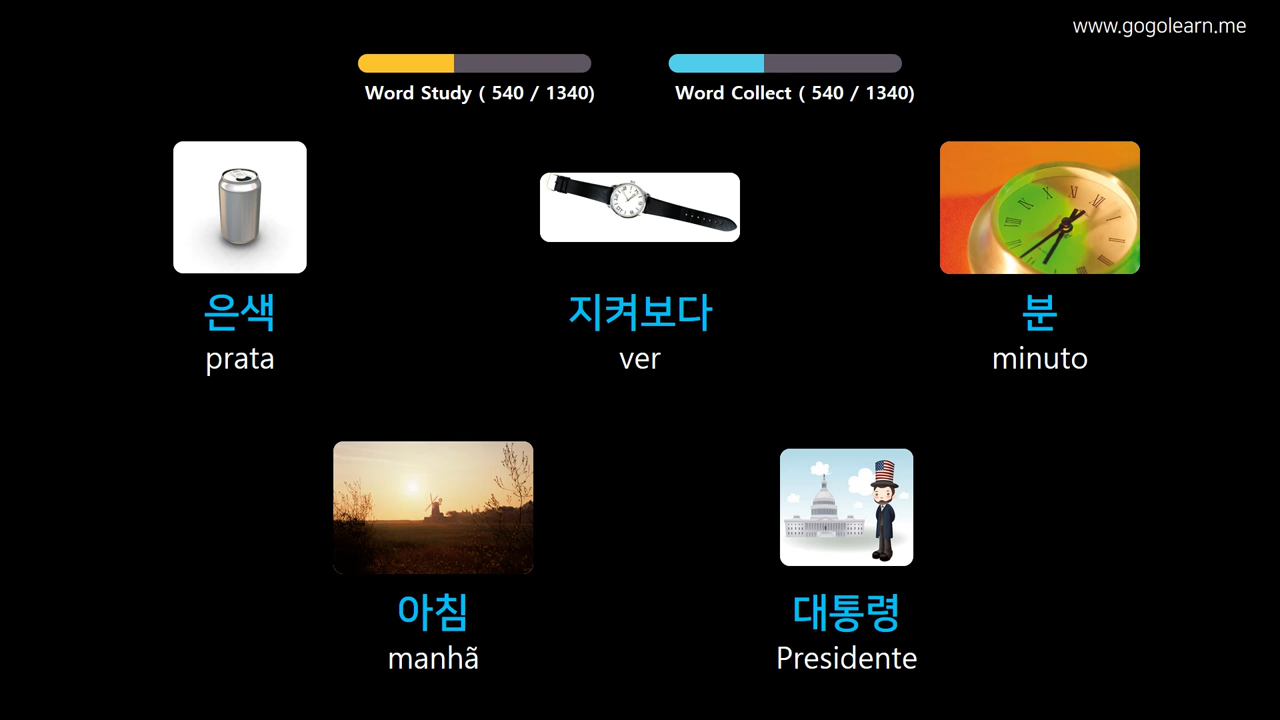 www.gogolearn.me
Word Study ( 540 / 1340)
Word Collect ( 540 / 1340)
은색
prata
지켜보다
ver
분
minuto
아침
manhã
대통령
Presidente